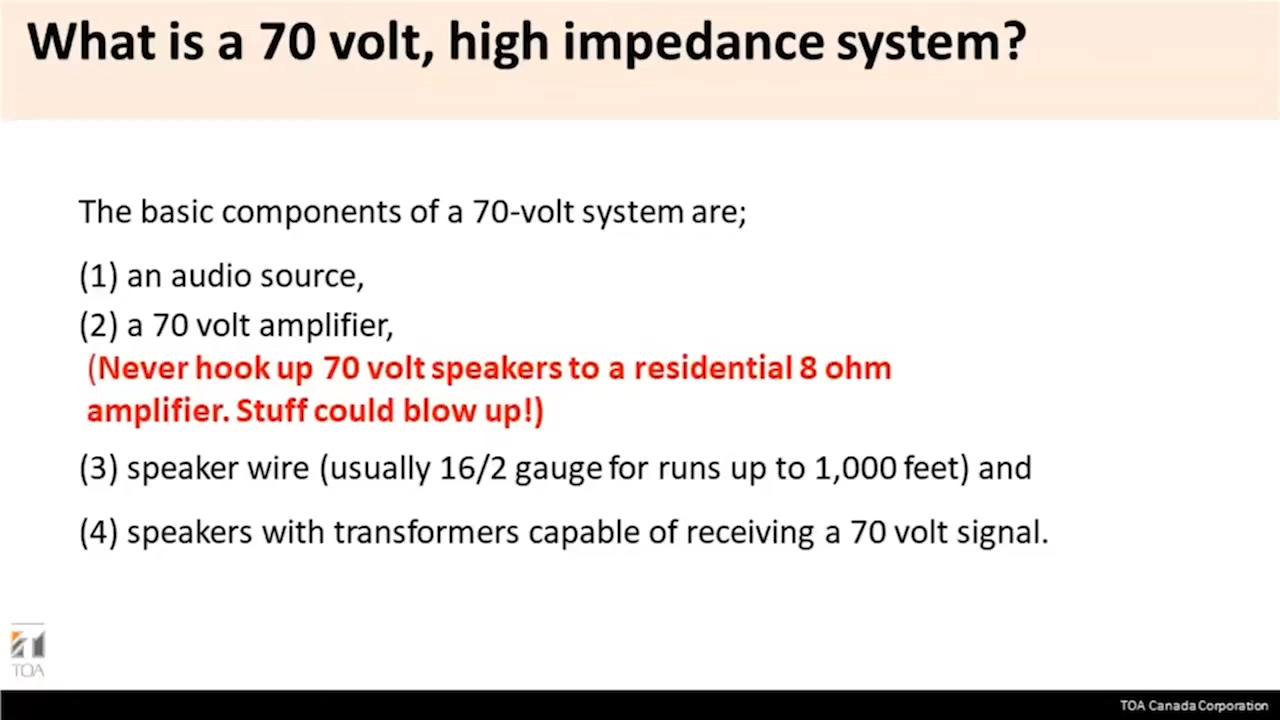 What is a 70 volt, high impedance system?
The basic components of a 70-volt system are;
(1) an audio source,
(2) a 70 volt amplifier,
(Never hook up 70 volt speakers to a residential 8 ohm
amplifier. Stuff could blow up!)
(3) speaker wire (usually 16/2 gauge for runs up to 1,000 feet) and
(4) speakers with transformers capable of receiving a 70 volt signal.
TOA
TOA Canada Corporation